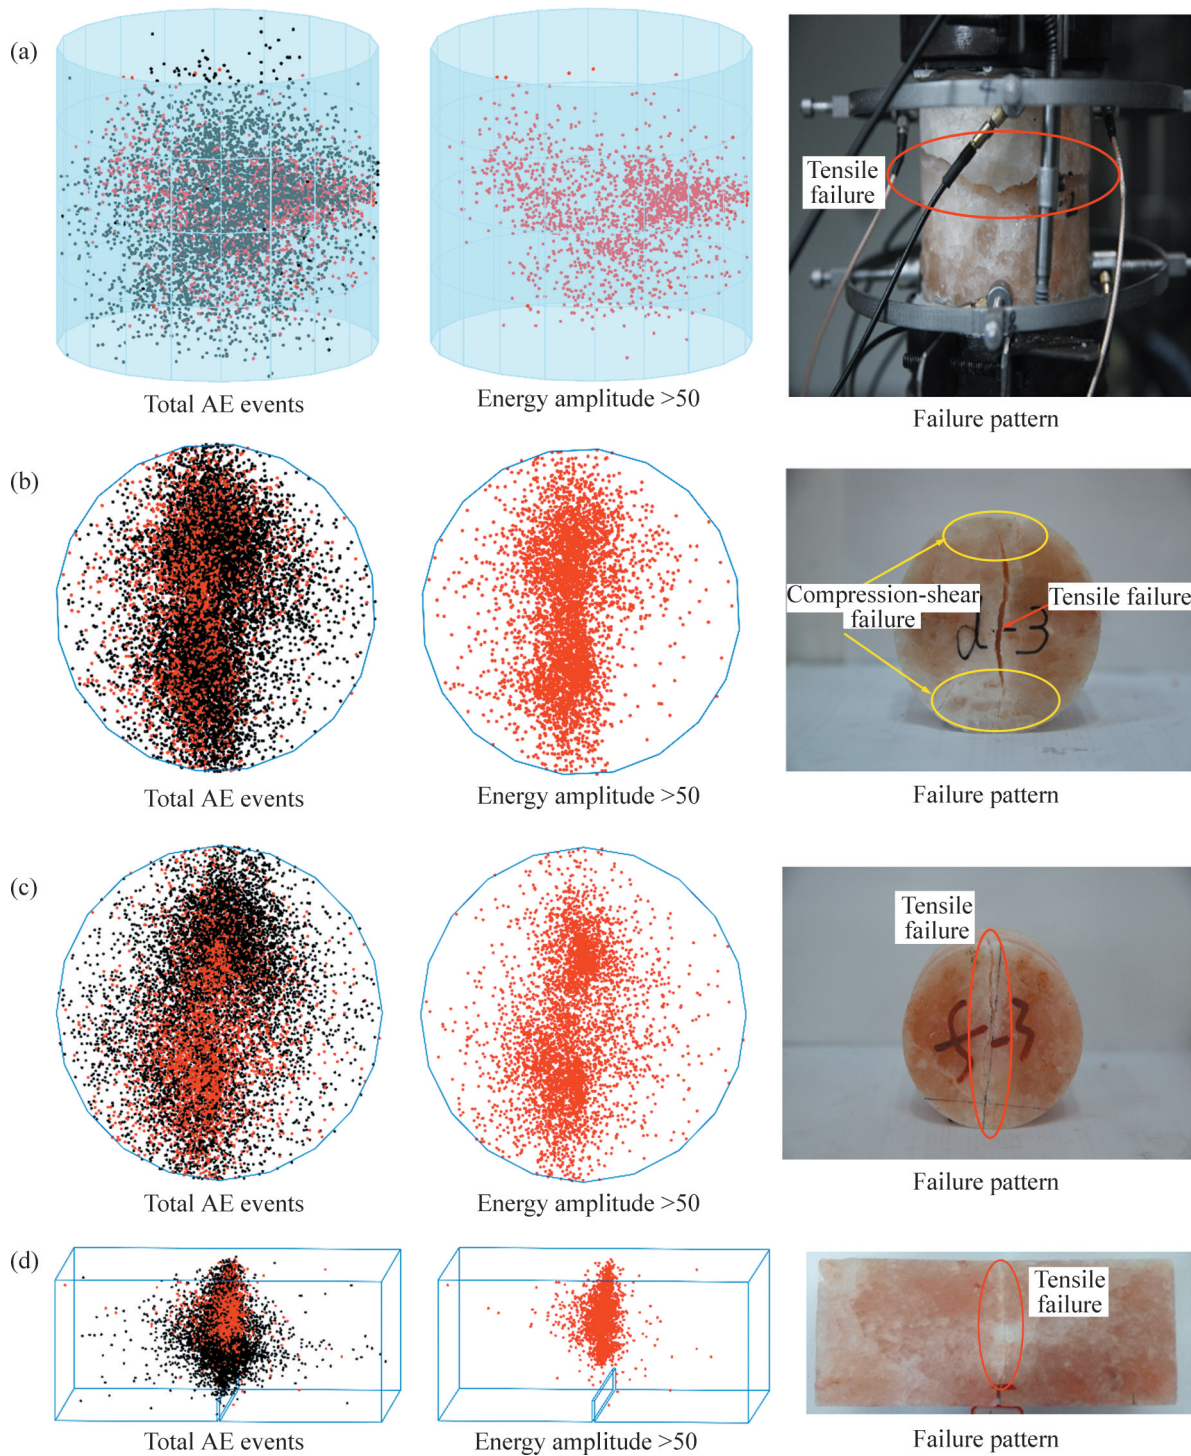 (a)
Tensile
failure
Total AE events
Energy amplitude >50
Failure pattern
(b)
Compression-shear
failure
Tensile failure
d-3
Total AE events
Energy amplitude >50
Failure pattern
(c)
Tensile
failure
f-3
Total AE events
Energy amplitude >50
Failure pattern
(d)
Tensile
failure
Total AE events
Energy amplitude >50
Failure pattern